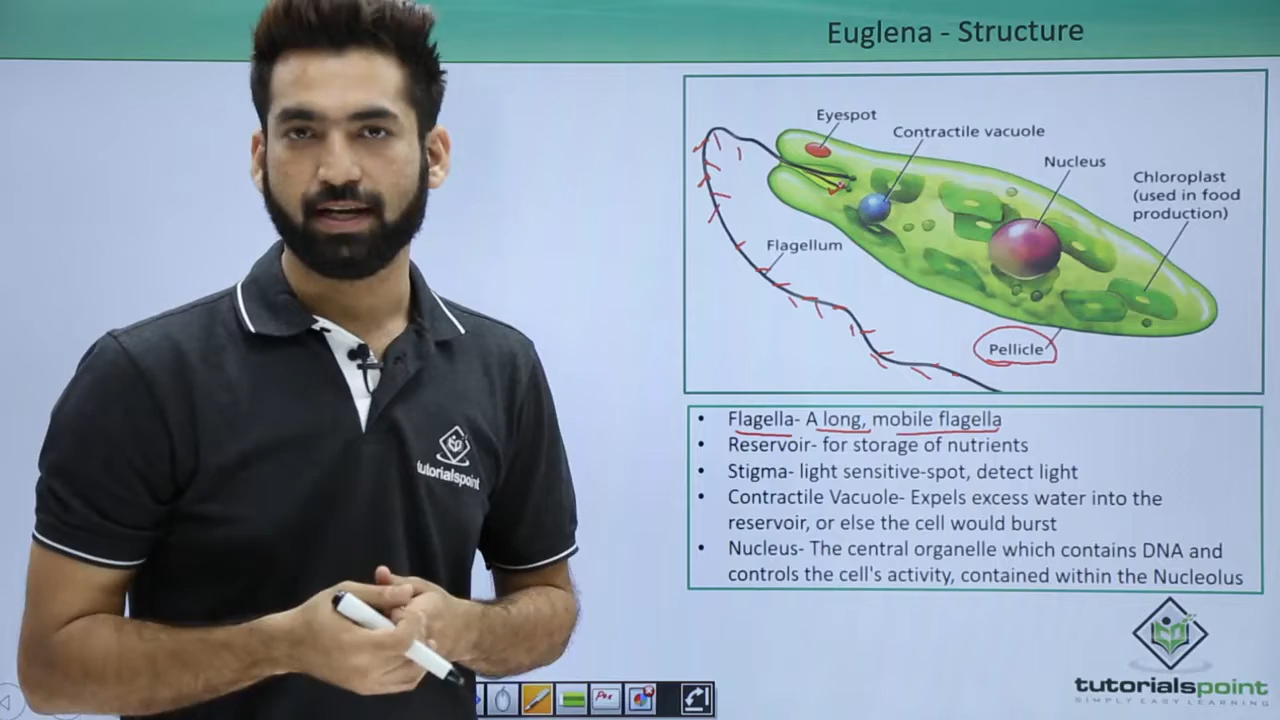 Euglena - Structure
Eyespot
Contractile vacuole
Nucleus
Chloroplast
(used in food
production)
Flagellum
Pellicle
• Flagella- A long, mobile flagella
• Reservoir- for storage of nutrients
• Stigma- light sensitive-spot, detect light
• Contractile Vacuole- Expels excess water into the
reservoir, or else the cell would burst
• Nucleus- The central organelle which contains DNA and
controls the cell's activity, contained within the Nucleolus
tutorialspoint
tutorialspoint
SIMPLY EASY LEARNING
Pen